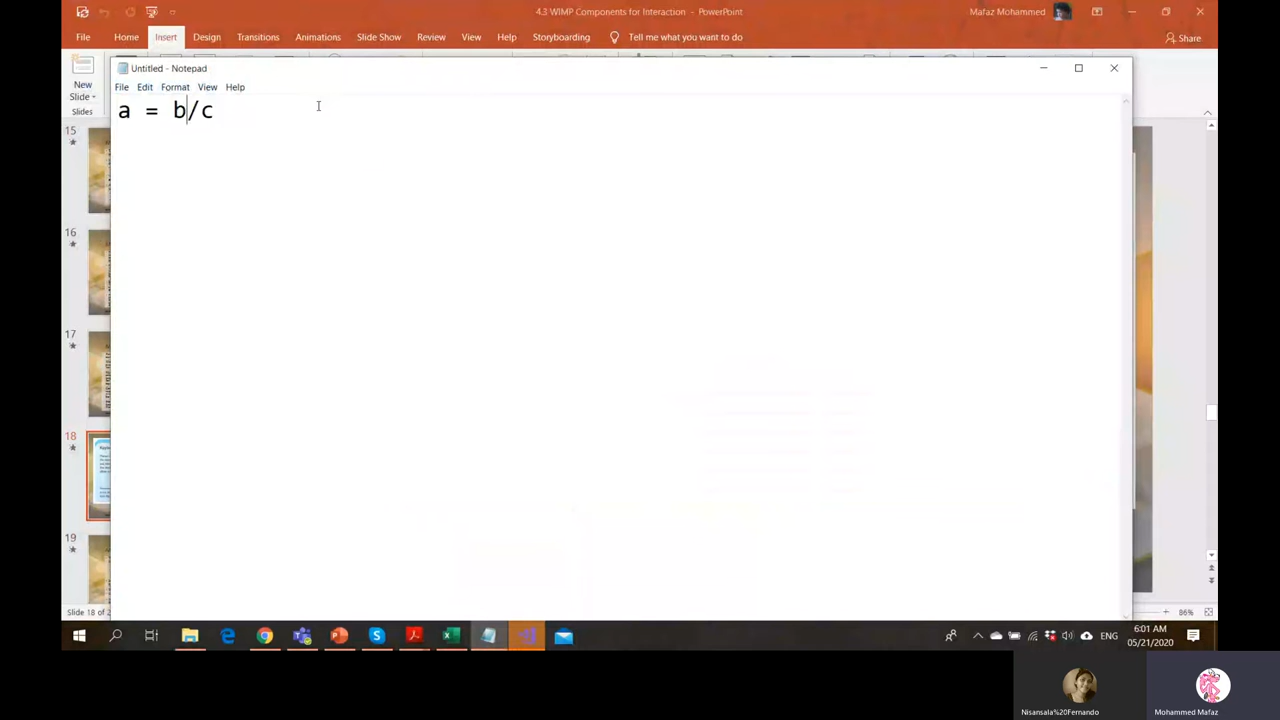 4.3 WIMP Components for Interaction - PowerPoint
Mafaz Mohammed
File Home Insert Design Transitions Animations Slide Show Review View Help Storyboarding Tell me what you want to do Share
New
Slide
Slides
Untitled - Notepad
File Edit Format View Help
a = b/c
15
16
17
18
19
Slide 18 of 2
86%
ENG
6:01 AM
05/21/2020
Nisansala%20Fernando
Mohammed Mafaz